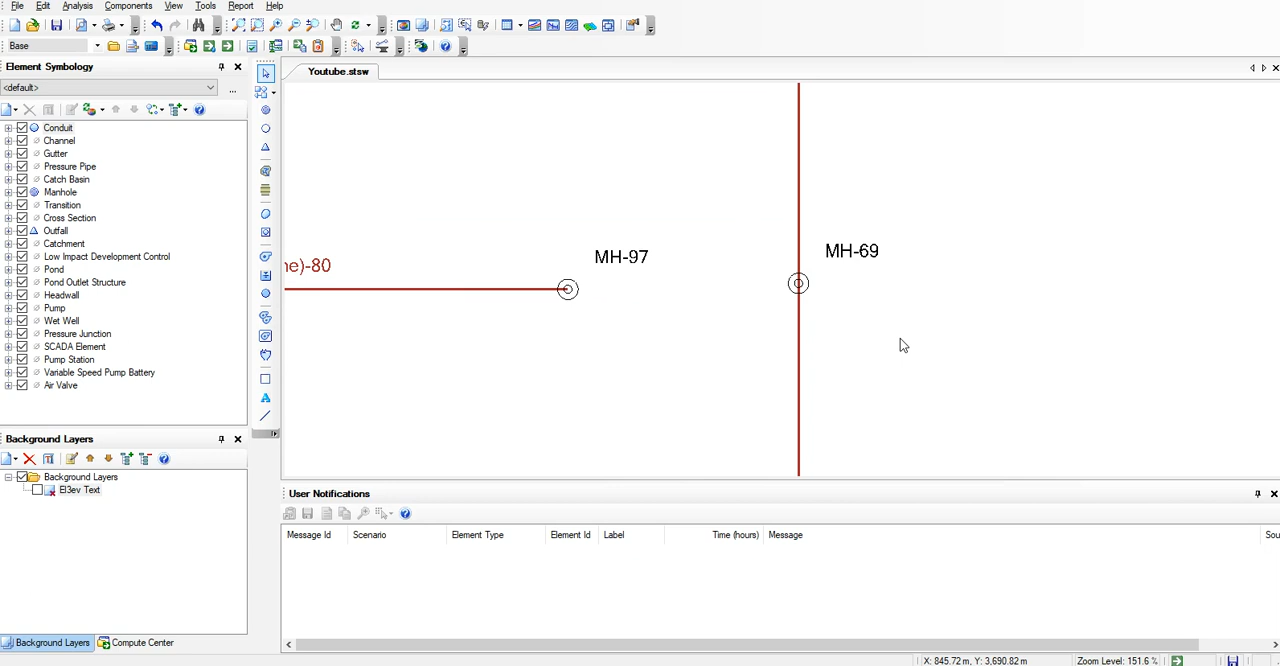 File Edit Analysis Components View Tools Report Help
Base
Element Symbology
<default>
...
Conduit
Channel
Gutter
Pressure Pipe
Catch Basin
Manhole
Transition
Cross Section
Outfall
Catchment
Low Impact Development Control
Pond
Pond Outlet Structure
Headwall
Pump
Wet Well
Pressure Junction
SCADA Element
Pump Station
Variable Speed Pump Battery
Air Valve
Background Layers
Background Layers
El3ev Text
Background Layers Compute Center
Youtube.stsw
MH-97
MH-69
ne)-80
User Notifications
Message Id Scenario Element Type Element Id Label Time (hours) Message Sou
X: 845.72 m, Y: 3,690.82 m Zoom Level: 151.6 %